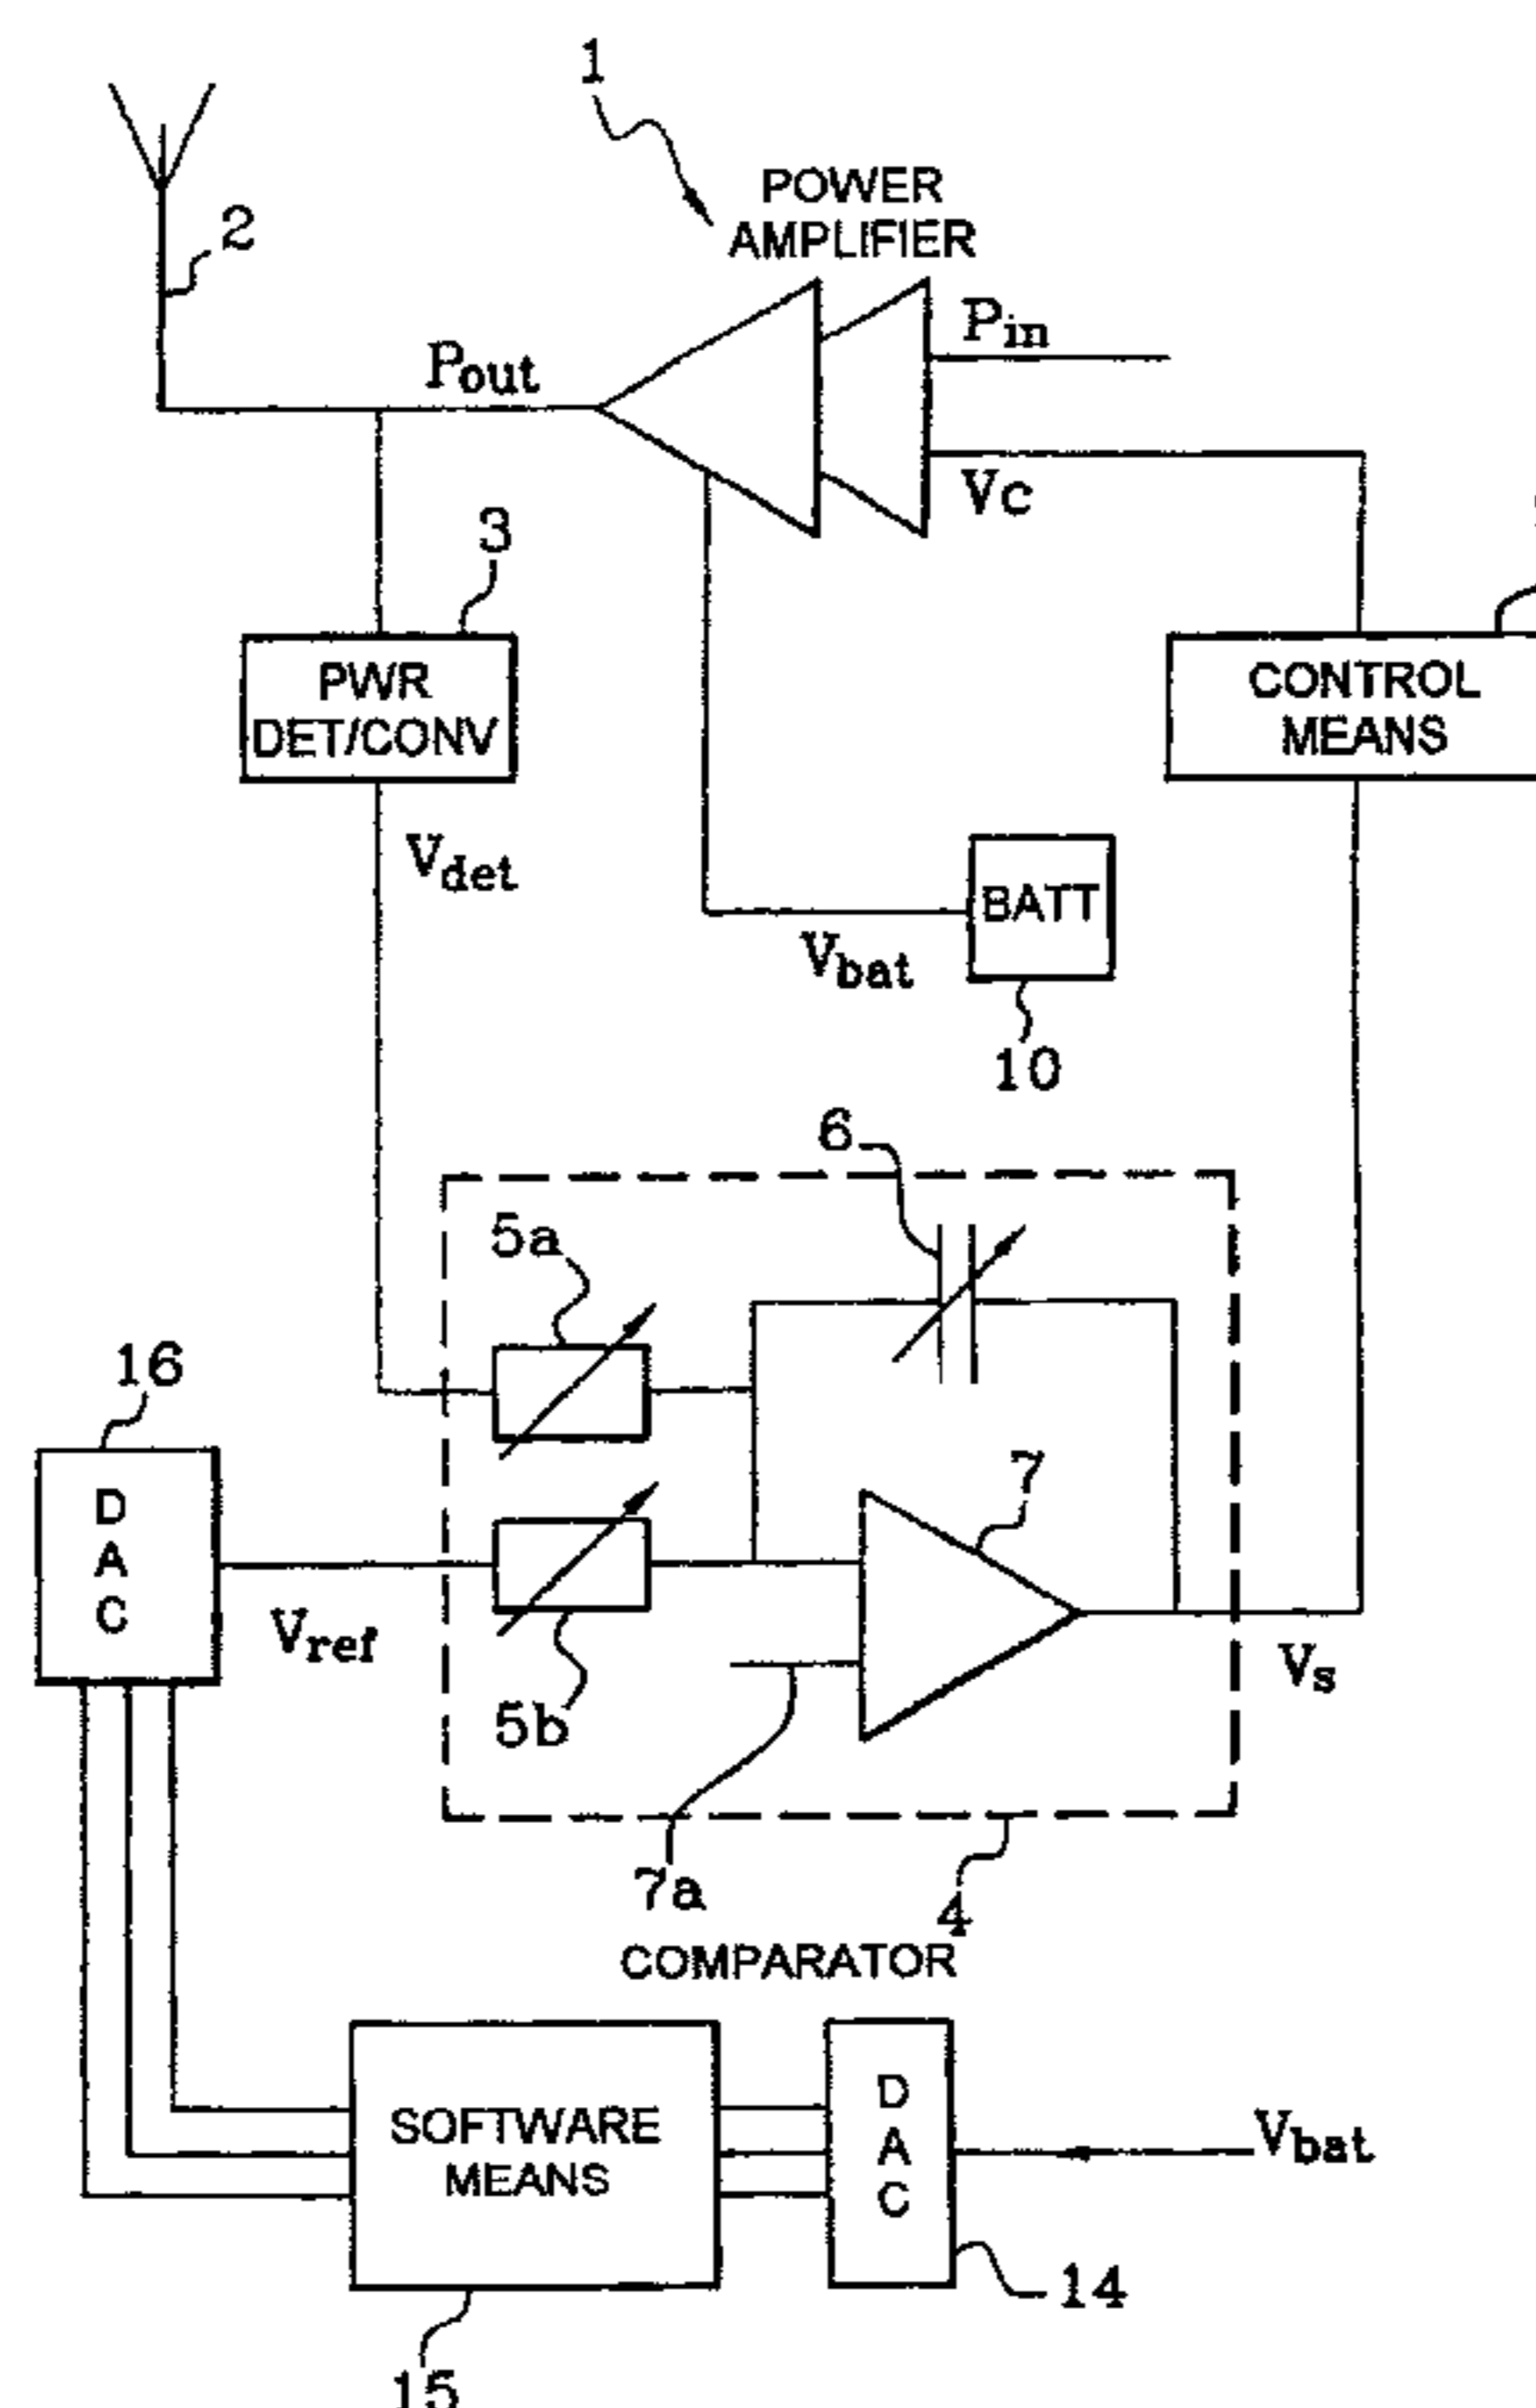 1
POWER
AMPLIFIER
2
Pin
Pout
VC
3
PWR
DET/CONV
CONTROL
MEANS
Vdet
BATT
Vbat
10
6
5a
16
7
D
A
C
Vref
5b
Vs
7a
4
COMPARATOR
SOFTWARE
MEANS
D
A
C
Vbat
14
15